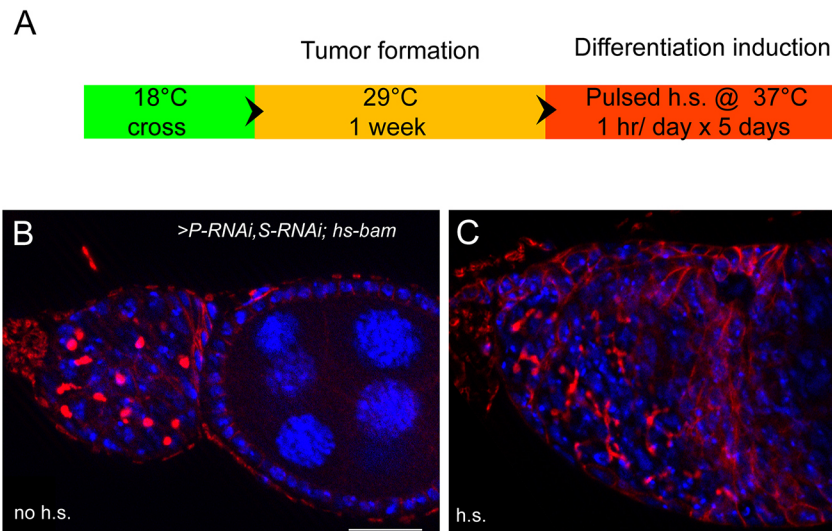 A
Tumor formation
Differentiation induction
18°C
cross
29°C
1 week
Pulsed h.s. @ 37°C
1 hr/ day x 5 days
B
>P-RNAi,S-RNAi; hs-bam
no h.s.
C
h.s.